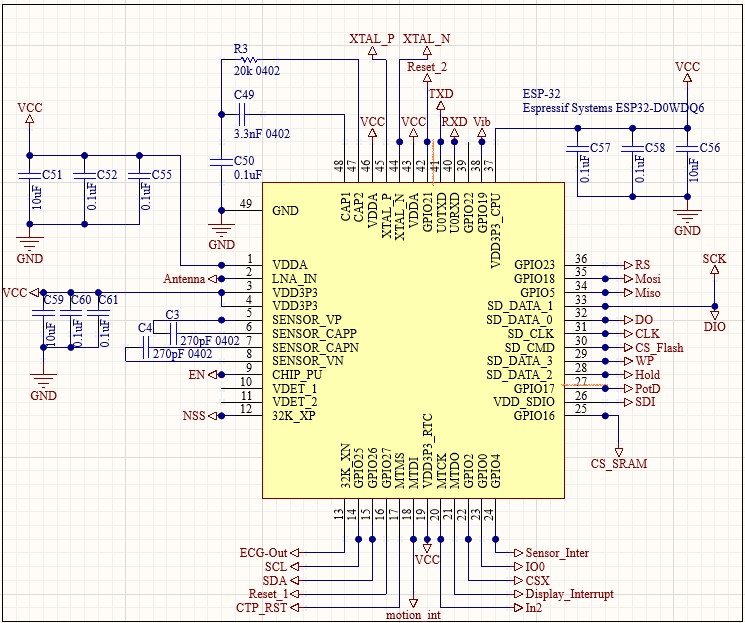 XTAL_P XTAL_N
R3
20k 0402
Reset_2
VCC
TXD
ESP-32
Espressif Systems ESP32-D0WDQ6
C49
3.3nF 0402
VCC VCC RXD Vib
VCC
C51 10uF
C52 0.1uF
C55 0.1uF
C50
0.1uF
C57 0.1uF
C58 0.1uF
C56 10uF
48 47 46 45 44 43 42 41 40 39 38 37
CAP1 CAP2 VDDA XTAL_P XTAL_N VDDA GPIO21 U0TXD U0RXD GPIO22 GPIO19 VDD3P3_CPU
49 GND
GND
GND
GND
1 VDDA
Antenna 2 LNA_IN
VCC 3 VDD3P3
4 VDD3P3
5 SENSOR_VP
6 SENSOR_CAPP
7 SENSOR_CAPN
8 SENSOR_VN
EN 9 CHIP_PU
10 VDET_1
11 VDET_2
NSS 12 32K_XP
C59 10uF
C60 0.1uF
C61 0.1uF
GND
C3
270pF 0402
C4
270pF 0402
GPIO23 36 RS
GPIO18 35 Mosi
GPIO5 34 Miso
SD_DATA_1 33
SD_DATA_0 32 DO
SD_CLK 31 CLK
SD_CMD 30 CS_Flash
SD_DATA_3 29 WP
SD_DATA_2 28 Hold
GPIO17 27 PotD
VDD_SDIO 26 SDI
GPIO16 25
SCK
DIO
CS_SRAM
32K_XN GPIO25 GPIO26 GPIO27 MTMS MTDI VDD3P3_RTC MTCK MTDO GPIO2 GPIO0 GPIO4
13 14 15 16 17 18 19 20 21 22 23 24
ECG-Out
SCL
SDA
Reset_1
CTP_RST
VCC
motion_int
Sensor_Inter
IO0
CSX
Display_Interrupt
In2